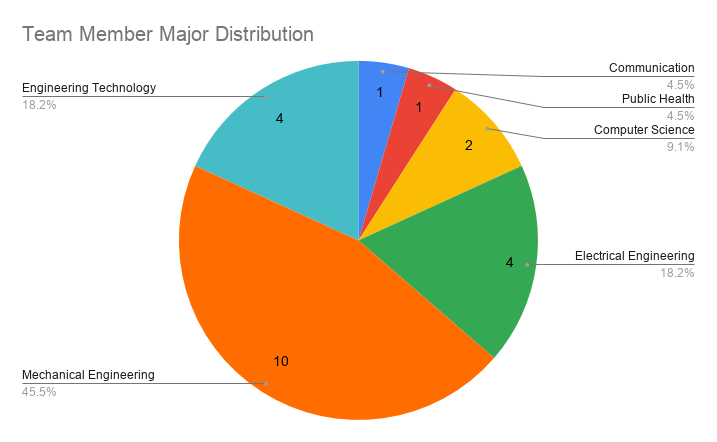 Team Member Major Distribution
Communication
4.5%
Public Health
4.5%
Computer Science
9.1%
Electrical Engineering
18.2%
Mechanical Engineering
45.5%
Engineering Technology
18.2%
1
1
2
4
10
4